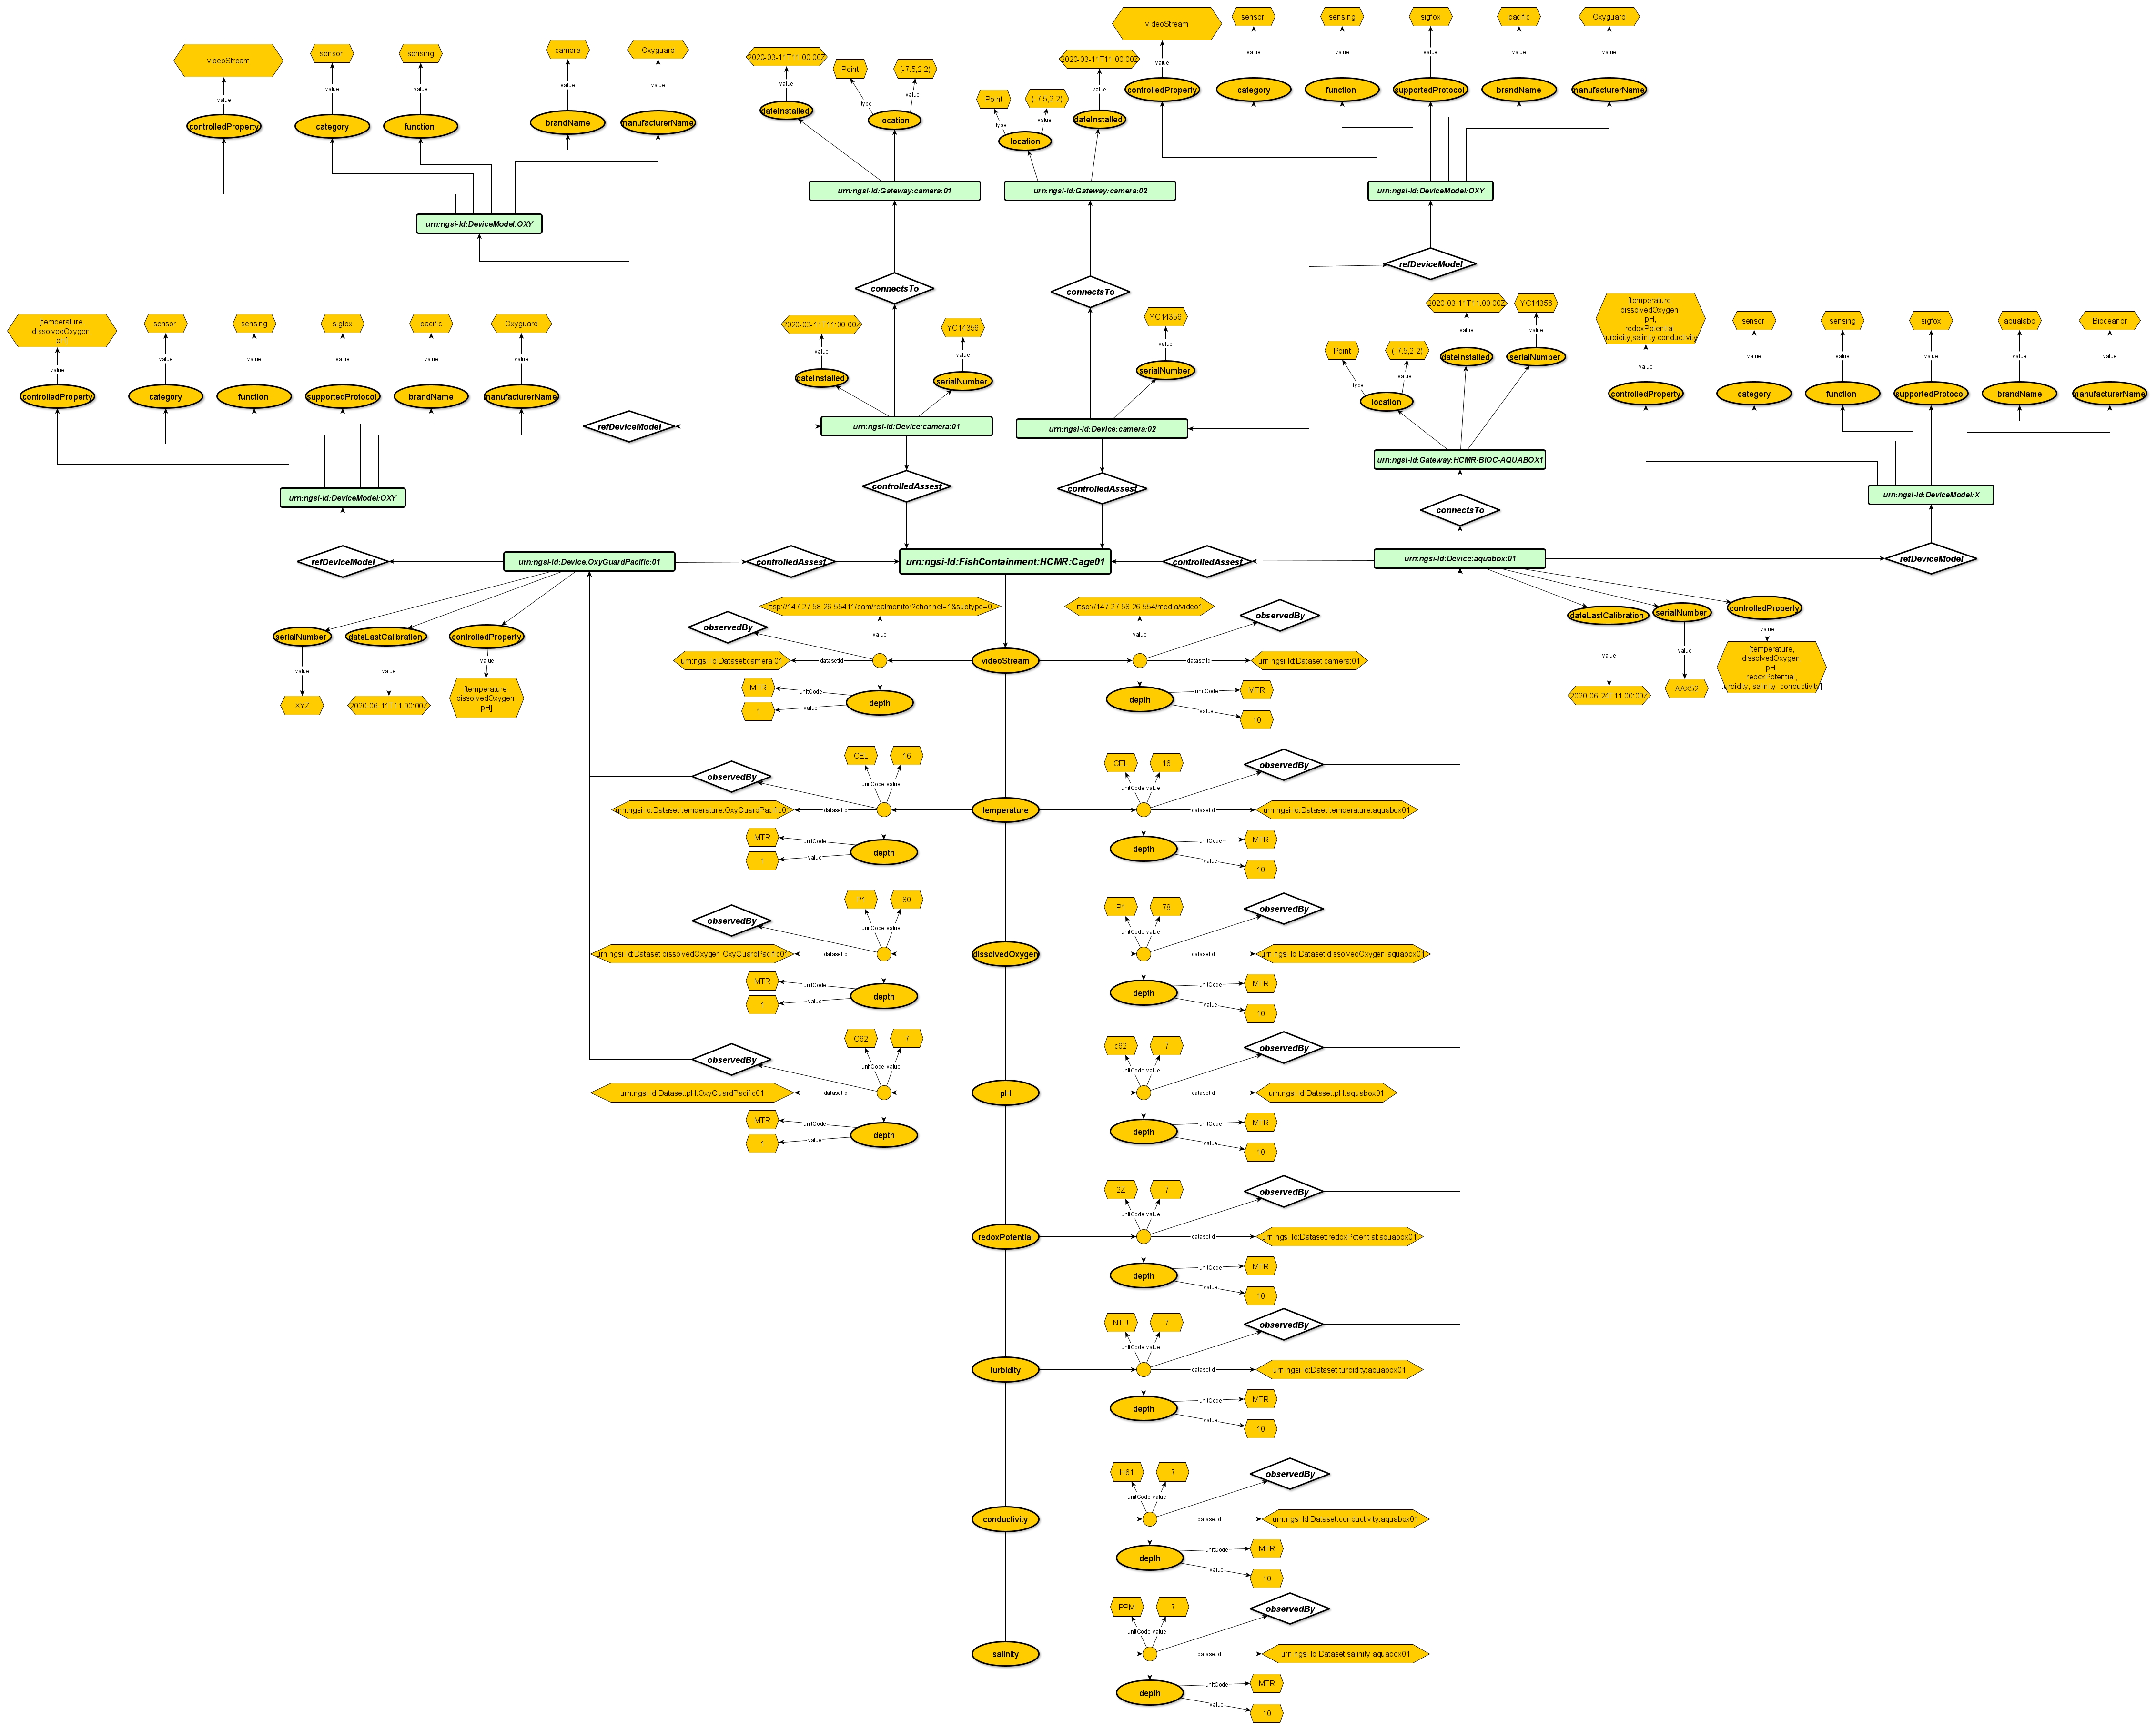 videoStream
sensor
sensing
sigfox
pacific
Oxyguard
value
value
value
value
value
value
controlledProperty
category
function
supportedProtocol
brandName
manufacturerName
videoStream
sensor
sensing
camera
Oxyguard
value
value
value
value
value
controlledProperty
category
function
brandName
manufacturerName
2020-03-11T11:00:00Z
Point
(-7.5,2.2)
value
type
value
dateInstalled
location
2020-03-11T11:00:00Z
Point
(-7.5,2.2)
value
type
value
dateInstalled
location
urn:ngsi-ld:Gateway:camera:01
urn:ngsi-ld:Gateway:camera:02
urn:ngsi-ld:DeviceModel:OXY
urn:ngsi-ld:DeviceModel:OXY
refDeviceModel
connectsTo
connectsTo
[temperature,
dissolvedOxygen,
pH]
sensor
sensing
sigfox
pacific
Oxyguard
value
value
value
value
value
value
controlledProperty
category
function
supportedProtocol
brandName
manufacturerName
2020-03-11T11:00:00Z
YC14356
value
value
dateInstalled
serialNumber
YC14356
value
serialNumber
2020-03-11T11:00:00Z
YC14356
Point
(-7.5,2.2)
value
value
type
value
dateInstalled
serialNumber
location
[temperature,
dissolvedOxygen,
pH,
redoxPotential,
turbidity,salinity,conductivity
sensor
sensing
sigfox
aqualabo
Bioceanor
value
value
value
value
value
value
controlledProperty
category
function
supportedProtocol
brandName
manufacturerName
refDeviceModel
urn:ngsi-ld:Device:camera:01
urn:ngsi-ld:Device:camera:02
urn:ngsi-ld:Gateway:HCMR-BIOC-AQUABOX1
urn:ngsi-ld:DeviceModel:OXY
controlledAssest
controlledAssest
urn:ngsi-ld:DeviceModel:X
connectsTo
refDeviceModel
urn:ngsi-ld:Device:OxyGuardPacific:01
controlledAssest
urn:ngsi-ld:FishContainment:HCMR:Cage01
controlledAssest
urn:ngsi-ld:Device:aquabox:01
refDeviceModel
serialNumber
dateLastCalibration
controlledProperty
value
value
value
XYZ
2020-06-11T11:00:00Z
[temperature,
dissolvedOxygen,
pH]
dateLastCalibration
serialNumber
controlledProperty
value
value
value
2020-06-24T11:00:00Z
AAX52
[temperature,
dissolvedOxygen,
pH,
redoxPotential,
turbidity, salinity, conductivity]
rtsp://147.27.58.26:55411/cam/realmonitor?channel=1&subtype=0
observedBy
value
urn:ngsi-ld:Dataset:camera:01
datasetId
videoStream
MTR
unitCode
1
value
depth
rtsp://147.27.58.26:554/media/video1
observedBy
value
datasetId
urn:ngsi-ld:Dataset:camera:01
depth
unitCode
MTR
value
10
CEL
16
observedBy
unitCode
value
urn:ngsi-ld:Dataset:temperature:OxyGuardPacific01
datasetId
temperature
MTR
unitCode
1
value
depth
CEL
16
observedBy
unitCode
value
datasetId
urn:ngsi-ld:Dataset:temperature:aquabox01
depth
unitCode
MTR
value
10
P1
80
observedBy
unitCode
value
urn:ngsi-ld:Dataset:dissolvedOxygen:OxyGuardPacific01
datasetId
dissolvedOxygen
MTR
unitCode
1
value
depth
P1
78
observedBy
unitCode
value
datasetId
urn:ngsi-ld:Dataset:dissolvedOxygen:aquabox01
depth
unitCode
MTR
value
10
C62
7
observedBy
unitCode
value
urn:ngsi-ld:Dataset:pH:OxyGuardPacific01
datasetId
pH
MTR
unitCode
1
value
depth
c62
7
observedBy
unitCode
value
datasetId
urn:ngsi-ld:Dataset:pH:aquabox01
depth
unitCode
MTR
value
10
2Z
7
observedBy
unitCode
value
redoxPotential
datasetId
urn:ngsi-ld:Dataset:redoxPotential:aquabox01
depth
unitCode
MTR
value
10
NTU
7
observedBy
unitCode
value
turbidity
datasetId
urn:ngsi-ld:Dataset:turbidity:aquabox01
depth
unitCode
MTR
value
10
H61
7
observedBy
unitCode
value
conductivity
datasetId
urn:ngsi-ld:Dataset:conductivity:aquabox01
depth
unitCode
MTR
value
10
PPM
7
observedBy
unitCode
value
salinity
datasetId
urn:ngsi-ld:Dataset:salinity:aquabox01
depth
unitCode
MTR
value
10